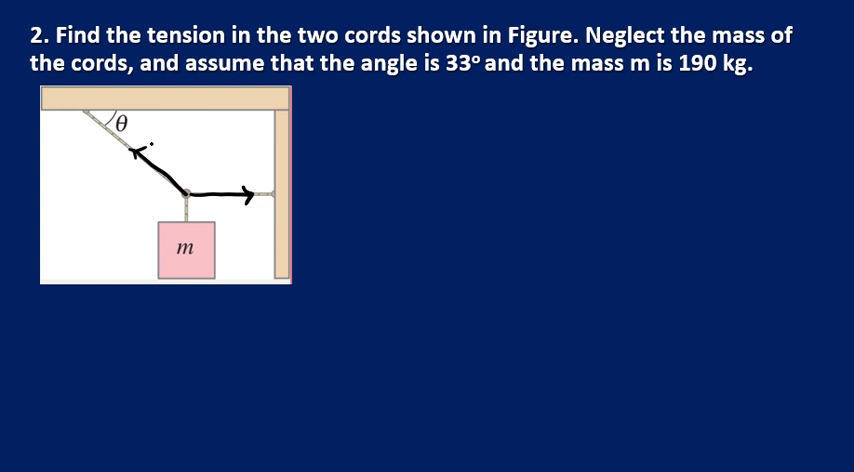 2. Find the tension in the two cords shown in Figure. Neglect the mass of
the cords, and assume that the angle is 33º and the mass m is 190 kg.
θ
m